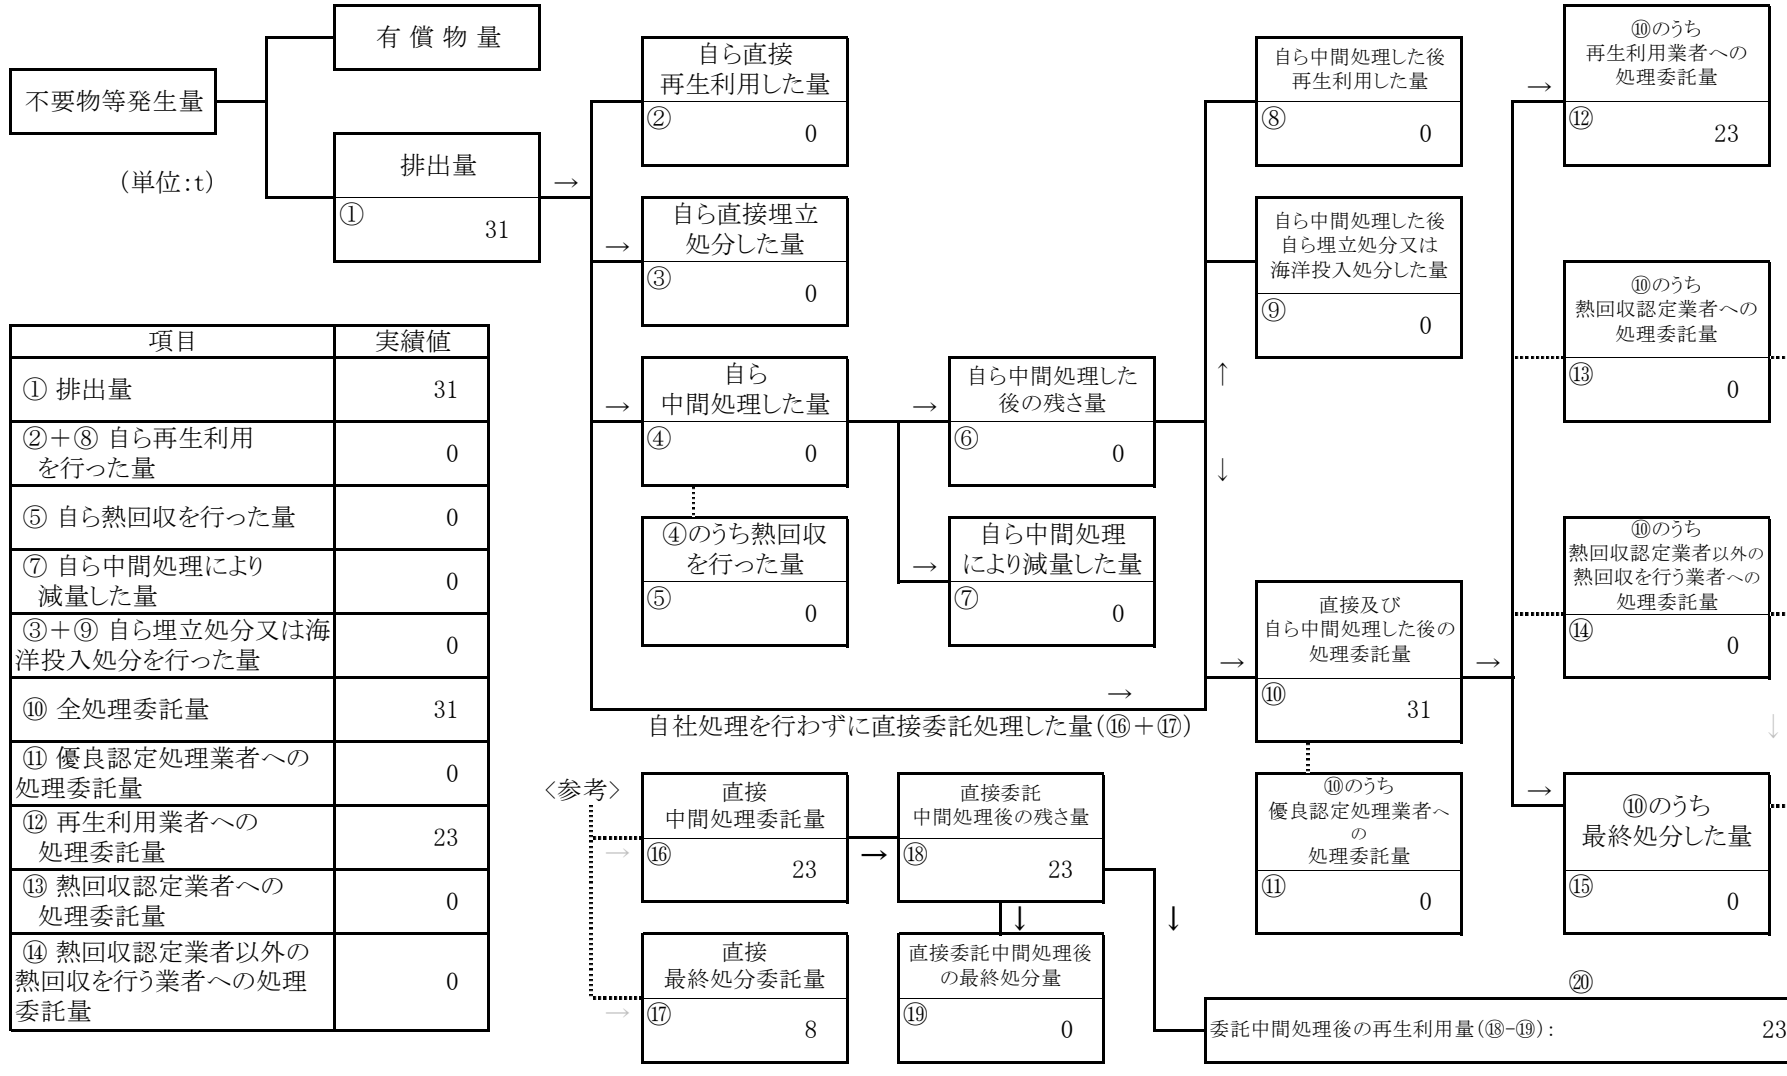 有償物量
不要物等発生量
(単位:t)
排出量
①
31
→
自ら直接
再生利用した量
②
0
→
自ら直接埋立
処分した量
③
0
→
自ら
中間処理した量
④
0
④のうち熱回収
を行った量
⑤
0
→
自ら中間処理した
後の残さ量
⑥
0
→
自ら中間処理
により減量した量
⑦
0
自ら中間処理した後
再生利用した量
⑧
0
自ら中間処理した後
自ら埋立処分又は
海洋投入処分した量
⑨
0
↑
↓
→
自社処理を行わずに直接委託処理した量(⑯+⑰)
→
直接及び
自ら中間処理した後の
処理委託量
⑩
31
→
⑩のうち
優良認定処理業者へ
の
処理委託量
⑪
0
→
⑩のうち
再生利用業者への
処理委託量
⑫
23
⑩のうち
熱回収認定業者への
処理委託量
⑬
0
⑩のうち
熱回収認定業者以外の
熱回収を行う業者への
処理委託量
⑭
0
↓
→
⑩のうち
最終処分した量
⑮
0
項目 実績値
① 排出量 31
②+⑧ 自ら再生利用
を行った量 0
⑤ 自ら熱回収を行った量 0
⑦ 自ら中間処理により
減量した量 0
③+⑨ 自ら埋立処分又は海
洋投入処分を行った量 0
⑩ 全処理委託量 31
⑪ 優良認定処理業者への
処理委託量 0
⑫ 再生利用業者への
処理委託量 23
⑬ 熱回収認定業者への
処理委託量 0
⑭ 熱回収認定業者以外の
熱回収を行う業者への処理
委託量 0
<参考>
→
直接
中間処理委託量
⑯
23
→
直接委託
中間処理後の残さ量
⑱
23
↓
↓
→
直接
最終処分委託量
⑰
8
直接委託中間処理後
の最終処分量
⑲
0
⑳
委託中間処理後の再生利用量(⑱-⑲): 23